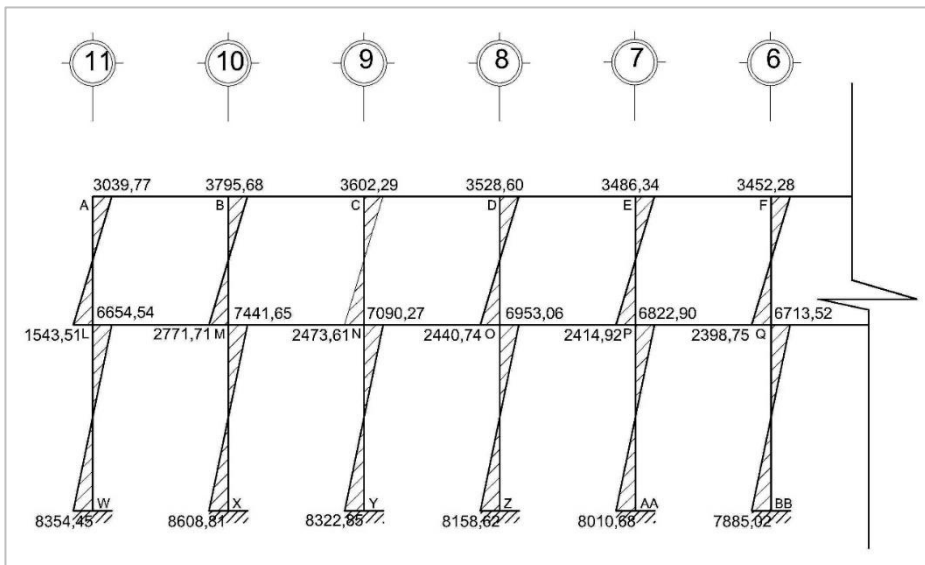 11 10 9 8 7 6
3039,77 3795,68 3602,29 3528,60 3486,34 3452,28
A B C D E F
6654,54 7441,65 7090,27 6953,06 6822,90 6713,52
1543,51 L 2771,71 M 2473,61 N 2440,74 O 2414,92 P 2398,75 Q
W X Y Z AA BB
8354,45 8608,81 8322,85 8158,62 8010,68 7885,02